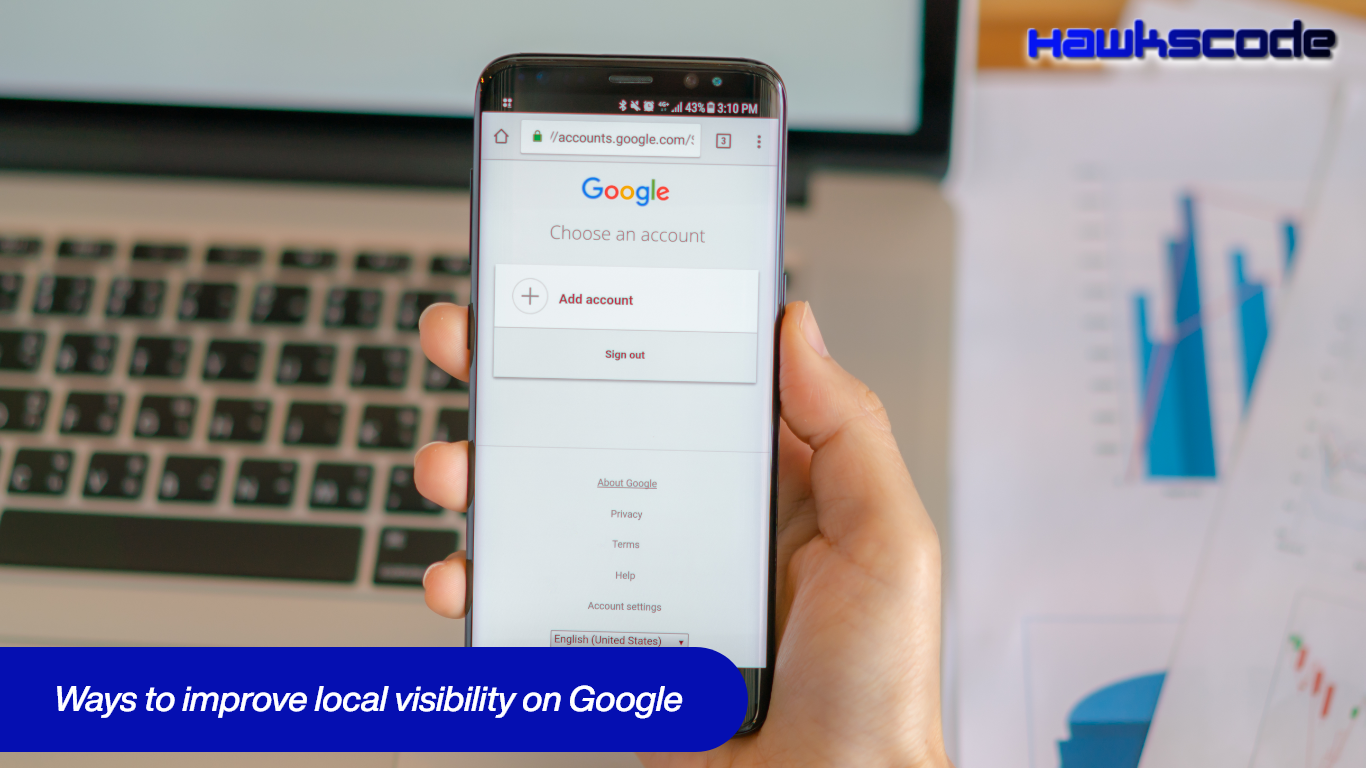 HAWKSCODE
43% 3:10 PM
//accounts.google.com/
3
Google
Choose an account
Add account
Sign out
About Google
Privacy
Terms
Help
Account settings
English (United States)
Ways to improve local visibility on Google